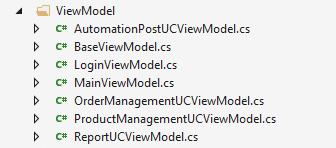 ViewModel
C# AutomationPostUCViewModel.cs
C# BaseViewModel.cs
C# LoginViewModel.cs
C# MainViewModel.cs
C# OrderManagementUCViewModel.cs
C# ProductManagementUCViewModel.cs
C# ReportUCViewModel.cs